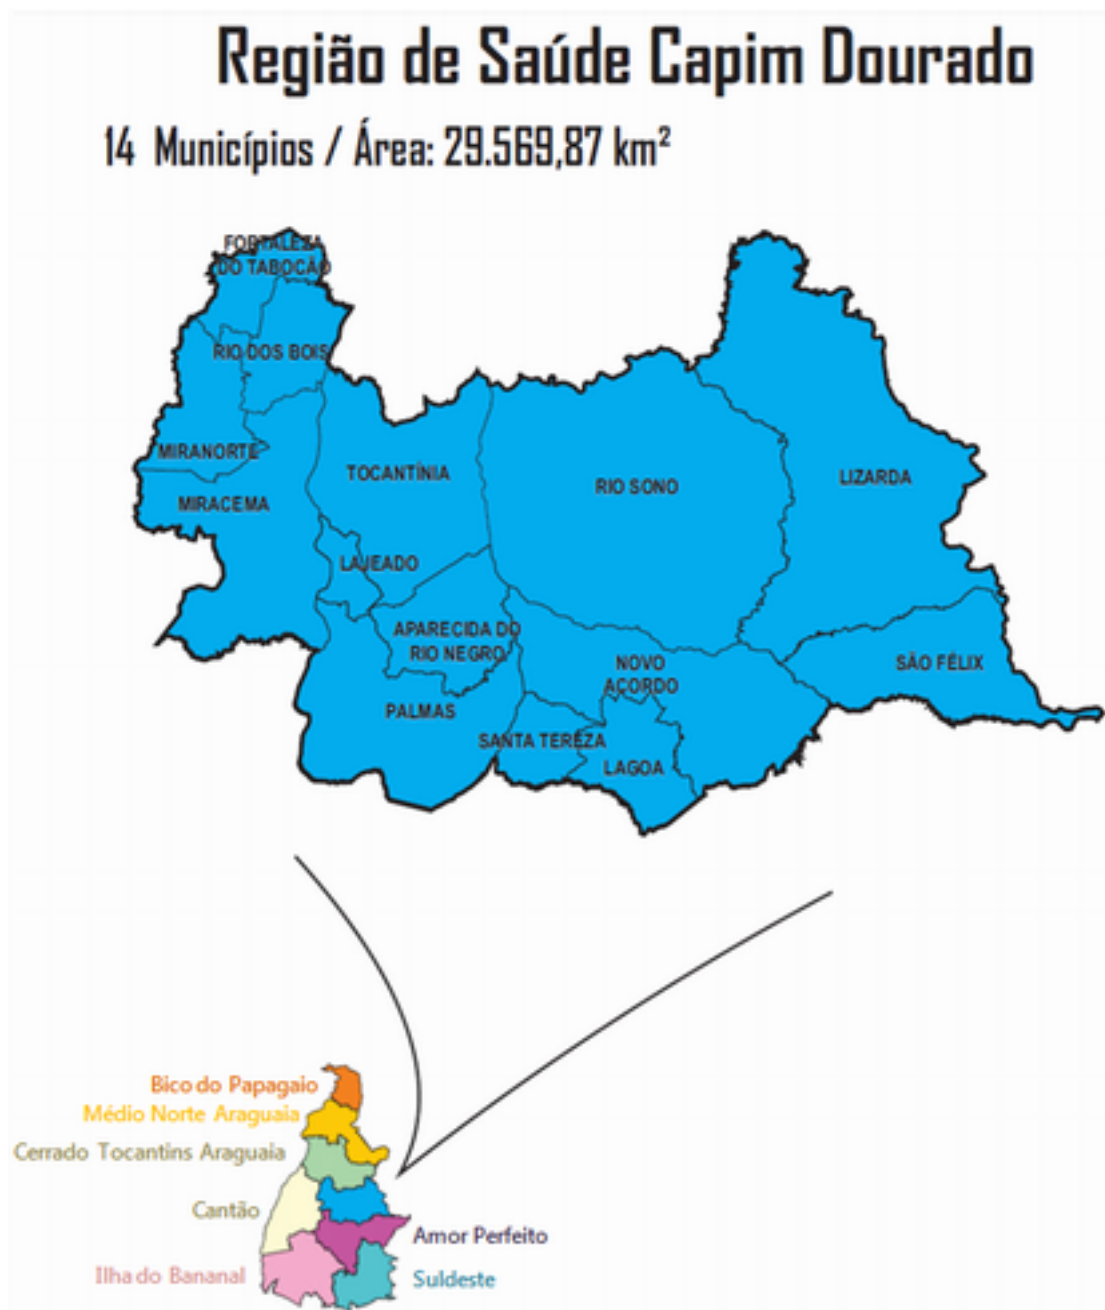 Região de Saúde Capim Dourado
14 Municípios / Área: 29.569,87 km²
FORTALEZA
DO TABOCÃO
RIO DOS BOIS
MIRANORTE
TOCANTÍNIA
RIO SONO
LIZARDA
MIRACEMA
LAJEADO
APARECIDA DO
RIO NEGRO
NOVO
ACORDO
SÃO FÉLIX
PALMAS
SANTA TEREZA
LAGOA
Bico do Papagaio
Médio Norte Araguaia
Cerrado Tocantins Araguaia
Cantão
Amor Perfeito
Ilha do Bananal
Suldeste